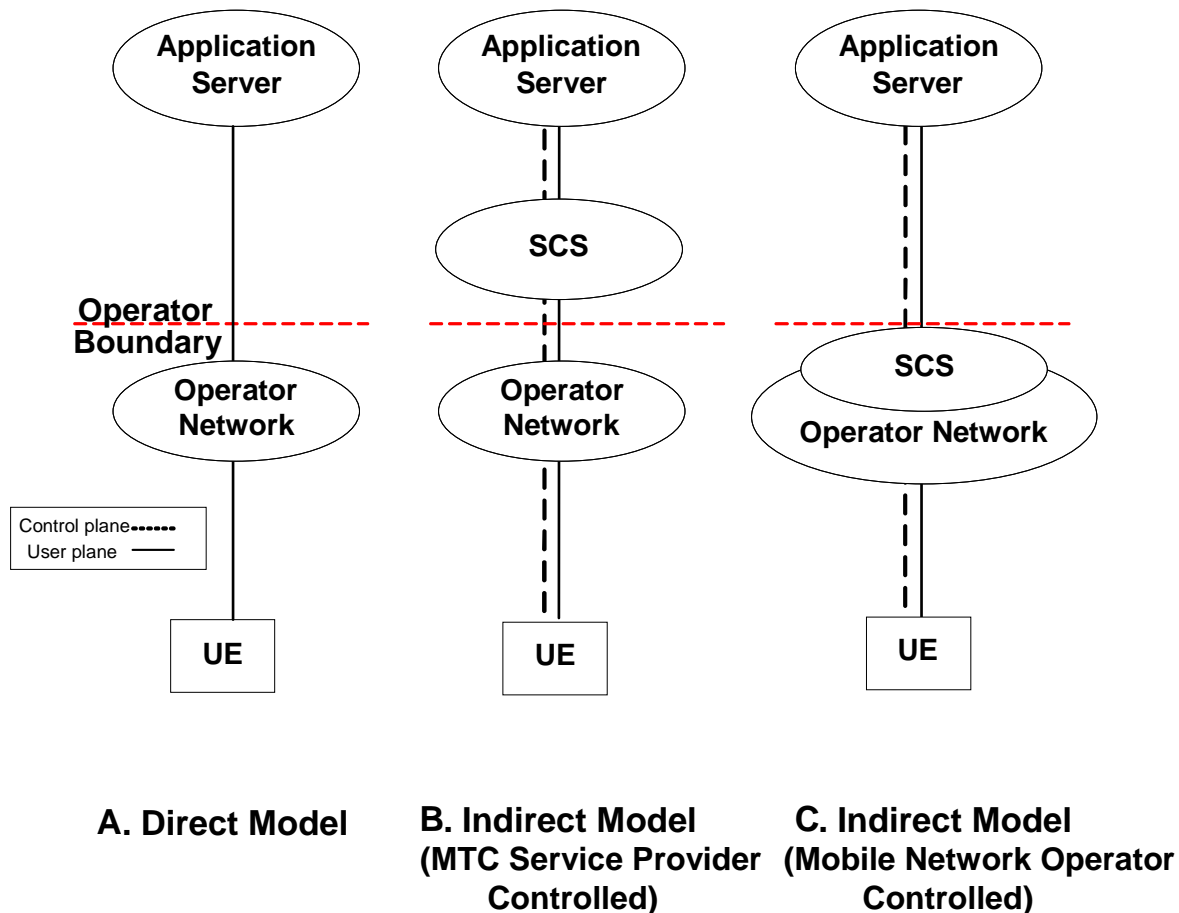 Application
Server
Application
Server
Application
Server
SCS
Operator
Boundary
SCS
Operator
Network
Operator
Network
Operator Network
Control plane
User plane
UE
UE
UE
A. Direct Model
B. Indirect Model
(MTC Service Provider
Controlled)
C. Indirect Model
(Mobile Network Operator
Controlled)